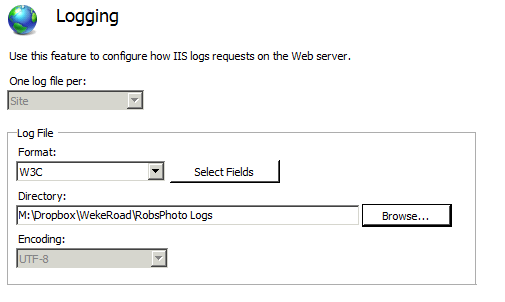 Logging
Use this feature to configure how IIS logs requests on the Web server.
One log file per:
Site
Log File
Format:
W3C
Select Fields
Directory:
M:\Dropbox\WekeRoad\RobsPhoto Logs
Browse...
Encoding:
UTF-8